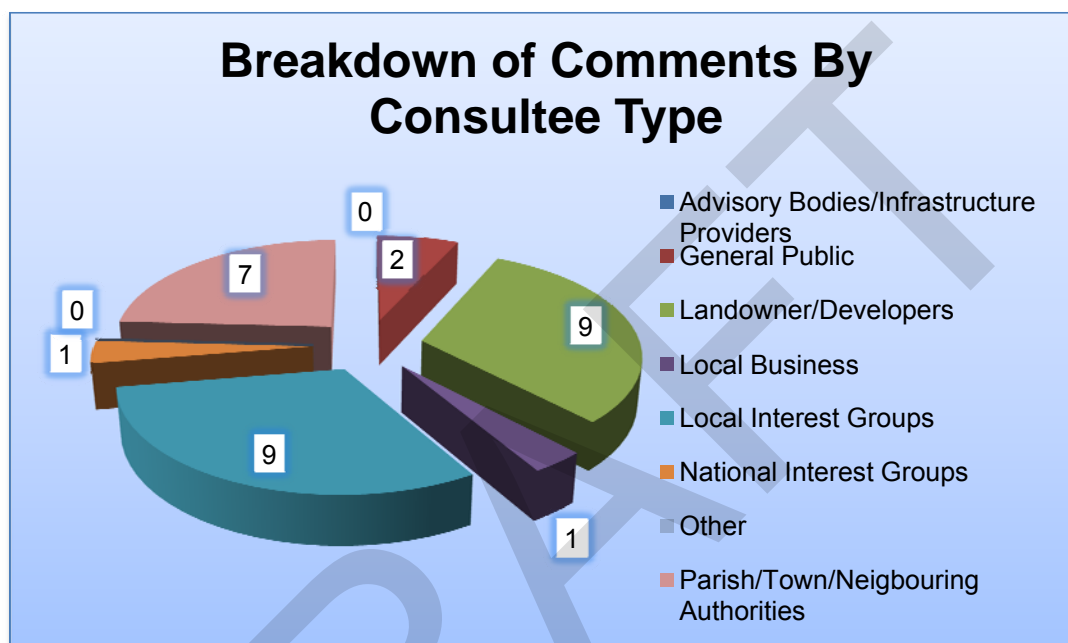 Breakdown of Comments By
Consultee Type
0
2
7
9
0
1
9
1
Advisory Bodies/Infrastructure
Providers
General Public
Landowner/Developers
Local Business
Local Interest Groups
National Interest Groups
Other
Parish/Town/Neigbouring
Authorities
DRAFT